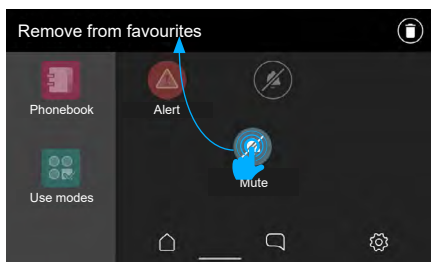 Remove from favourites
Phonebook
Alert
Mute
Use modes